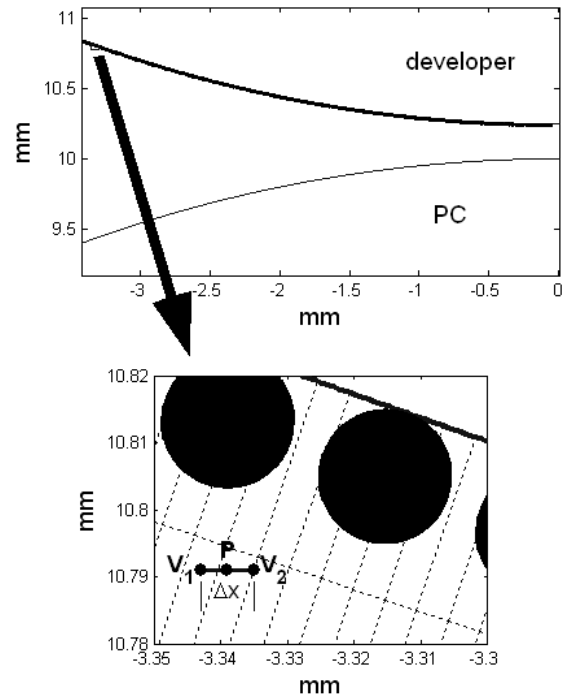 11
10.5
10
9.5
mm
developer
PC
-3 -2.5 -2 -1.5 -1 -0.5 0
mm
10.82
10.81
10.8
10.79
10.78
mm
P
V1 V2
Δx
-3.35 -3.34 -3.33 -3.32 -3.31 -3.3
mm